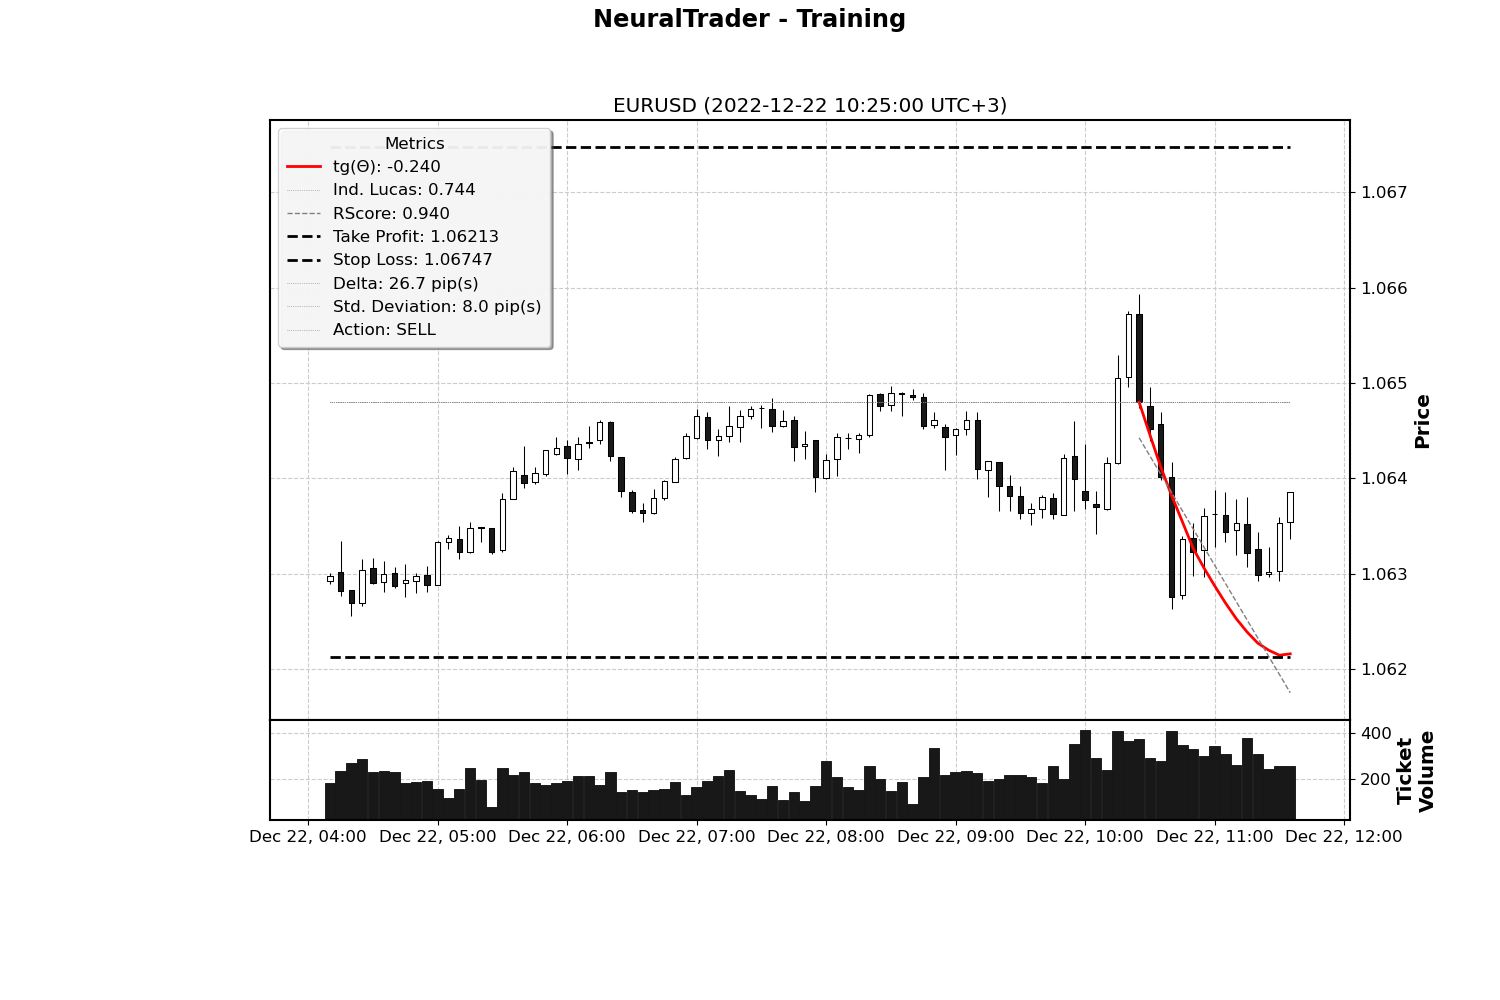 NeuralTrader - Training
EURUSD (2022-12-22 10:25:00 UTC+3)
Metrics
tg(Θ): -0.240
Ind. Lucas: 0.744
RScore: 0.940
Take Profit: 1.06213
Stop Loss: 1.06747
Delta: 26.7 pip(s)
Std. Deviation: 8.0 pip(s)
Action: SELL
1.067
1.066
1.065
1.064
1.063
1.062
Price
400
200
Ticket
Volume
Dec 22, 04:00 Dec 22, 05:00 Dec 22, 06:00 Dec 22, 07:00 Dec 22, 08:00 Dec 22, 09:00 Dec 22, 10:00 Dec 22, 11:00 Dec 22, 12:00